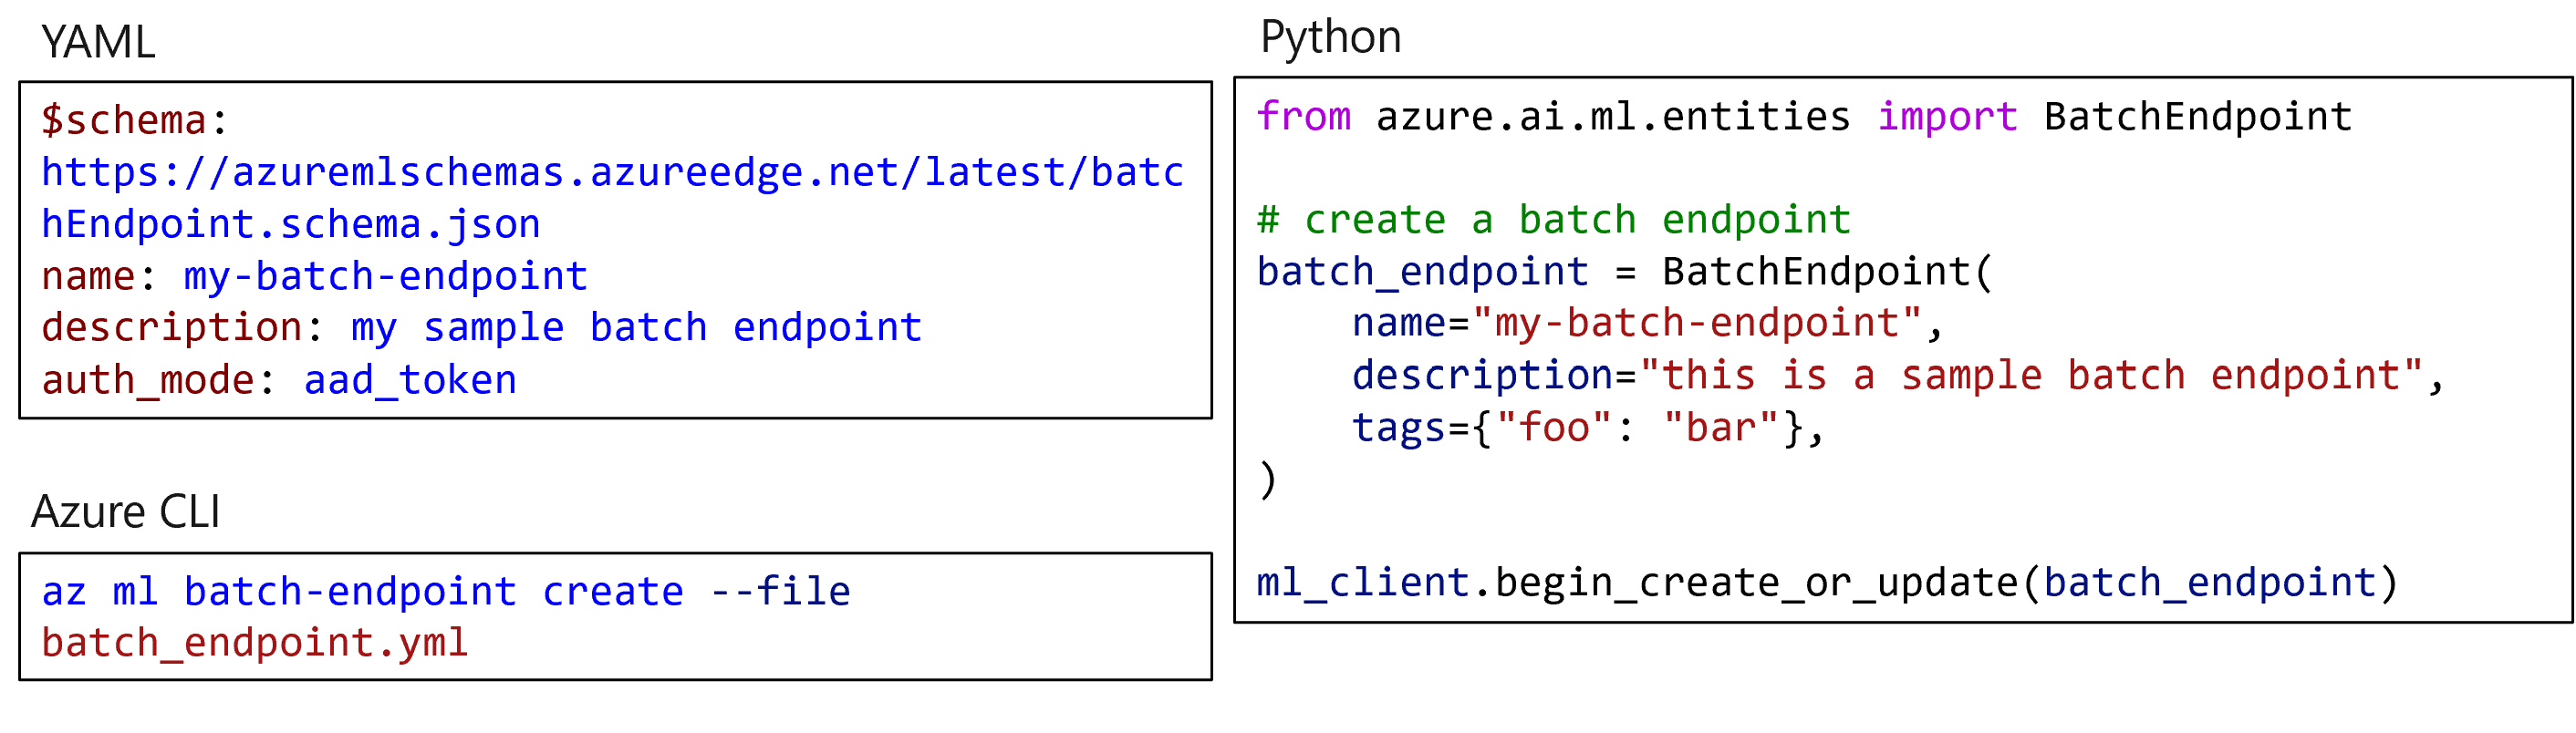 YAML
$schema:
https://azuremlschemas.azureedge.net/latest/batc
hEndpoint.schema.json
name: my-batch-endpoint
description: my sample batch endpoint
auth_mode: aad_token
Azure CLI
az ml batch-endpoint create --file
batch_endpoint.yml
Python
from azure.ai.ml.entities import BatchEndpoint
# create a batch endpoint
batch_endpoint = BatchEndpoint(
    name="my-batch-endpoint",
    description="this is a sample batch endpoint",
    tags={"foo": "bar"},
)
ml_client.begin_create_or_update(batch_endpoint)